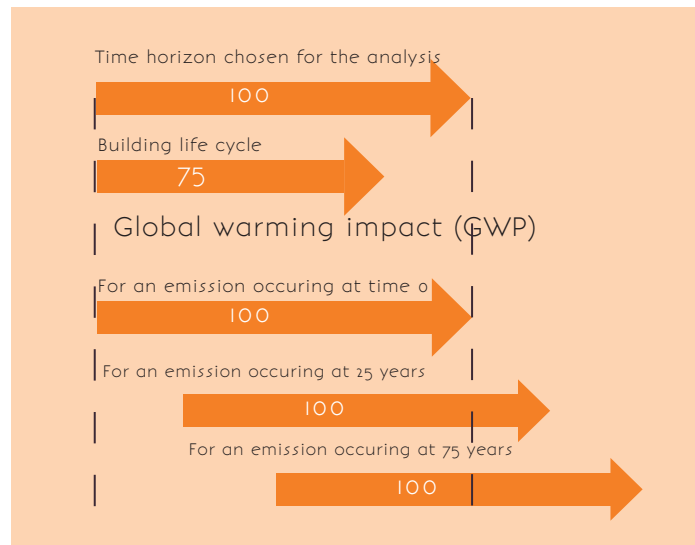 Time horizon chosen for the analysis
100
Building life cycle
75
Global warming impact (GWP)
For an emission occuring at time 0
100
For an emission occuring at 25 years
100
For an emission occuring at 75 years
100